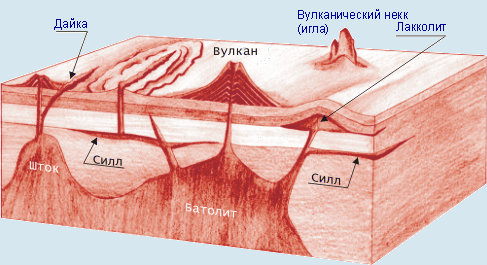 Дайка
Вулканический некк
(игла)
Лакколит
Вулкан
Шток
Силл
Силл
Батолит